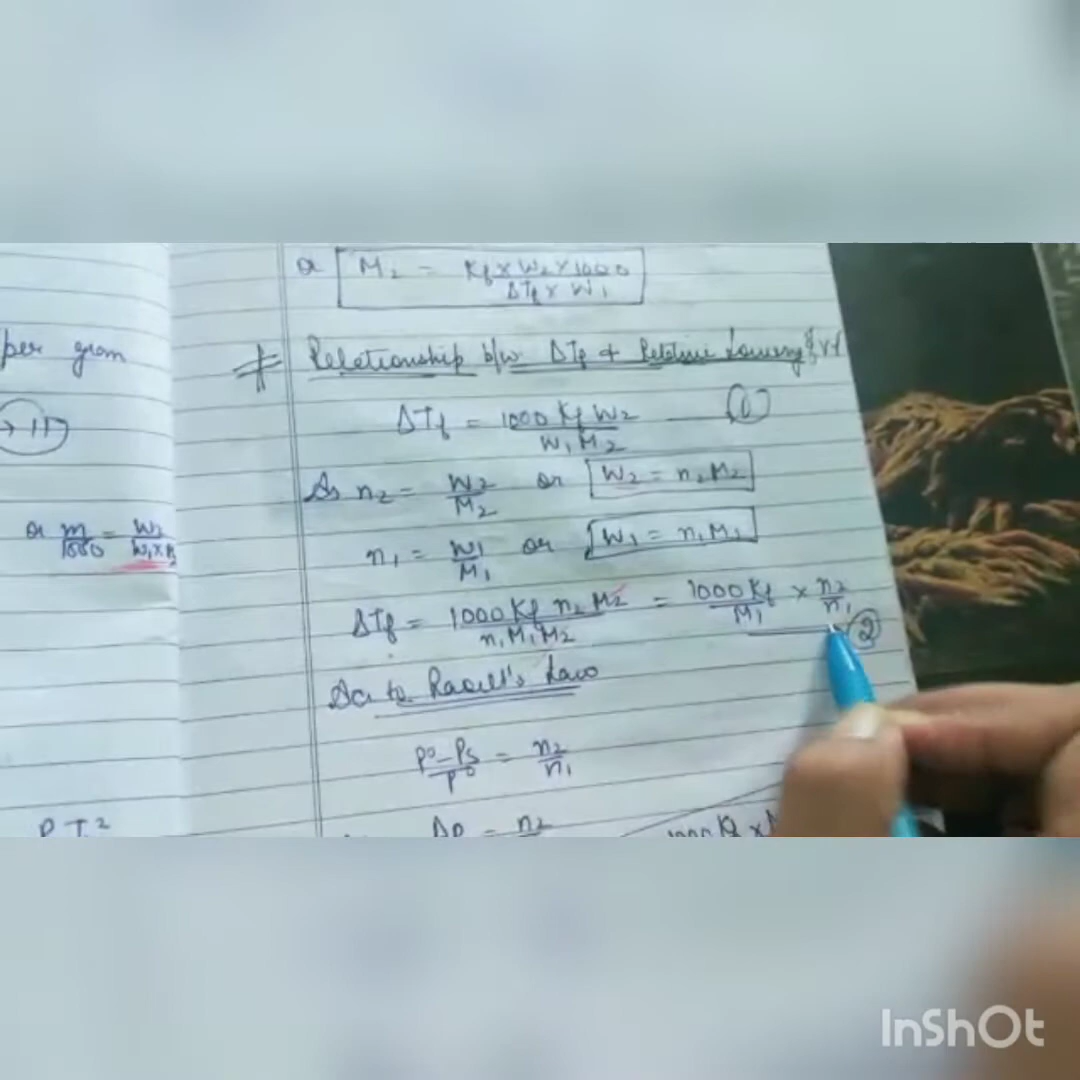 per gram
→ 11
or m/1000 = W2/W1×
or M2 = Kf × W2 × 1000 / ΔTf × W1
Relationship b/w ΔTf & Relative Lowering
ΔTf = 1000 Kf W2 / W1 M2 (1)
As n2 = W2/M2 or W2 = n2 M2
n1 = W1/M1 or W1 = n1 M1
ΔTf = 1000 Kf n2 M2 / n1 M1 M2 = 1000 Kf / M1 × n2/n1 (2)
Acc to Raoult's Law
P°-Ps / P° = n2/n1
n2
InShOt